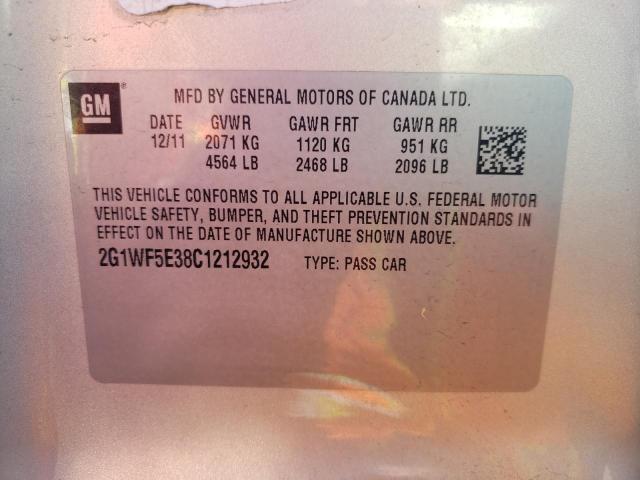 GM ®
MFD BY GENERAL MOTORS OF CANADA LTD.
DATE GVWR GAWR FRT GAWR RR
12/11 2071 KG 1120 KG 951 KG
4564 LB 2468 LB 2096 LB
THIS VEHICLE CONFORMS TO ALL APPLICABLE U.S. FEDERAL MOTOR
VEHICLE SAFETY, BUMPER, AND THEFT PREVENTION STANDARDS IN
EFFECT ON THE DATE OF MANUFACTURE SHOWN ABOVE.
2G1WF5E38C1212932 TYPE: PASS CAR